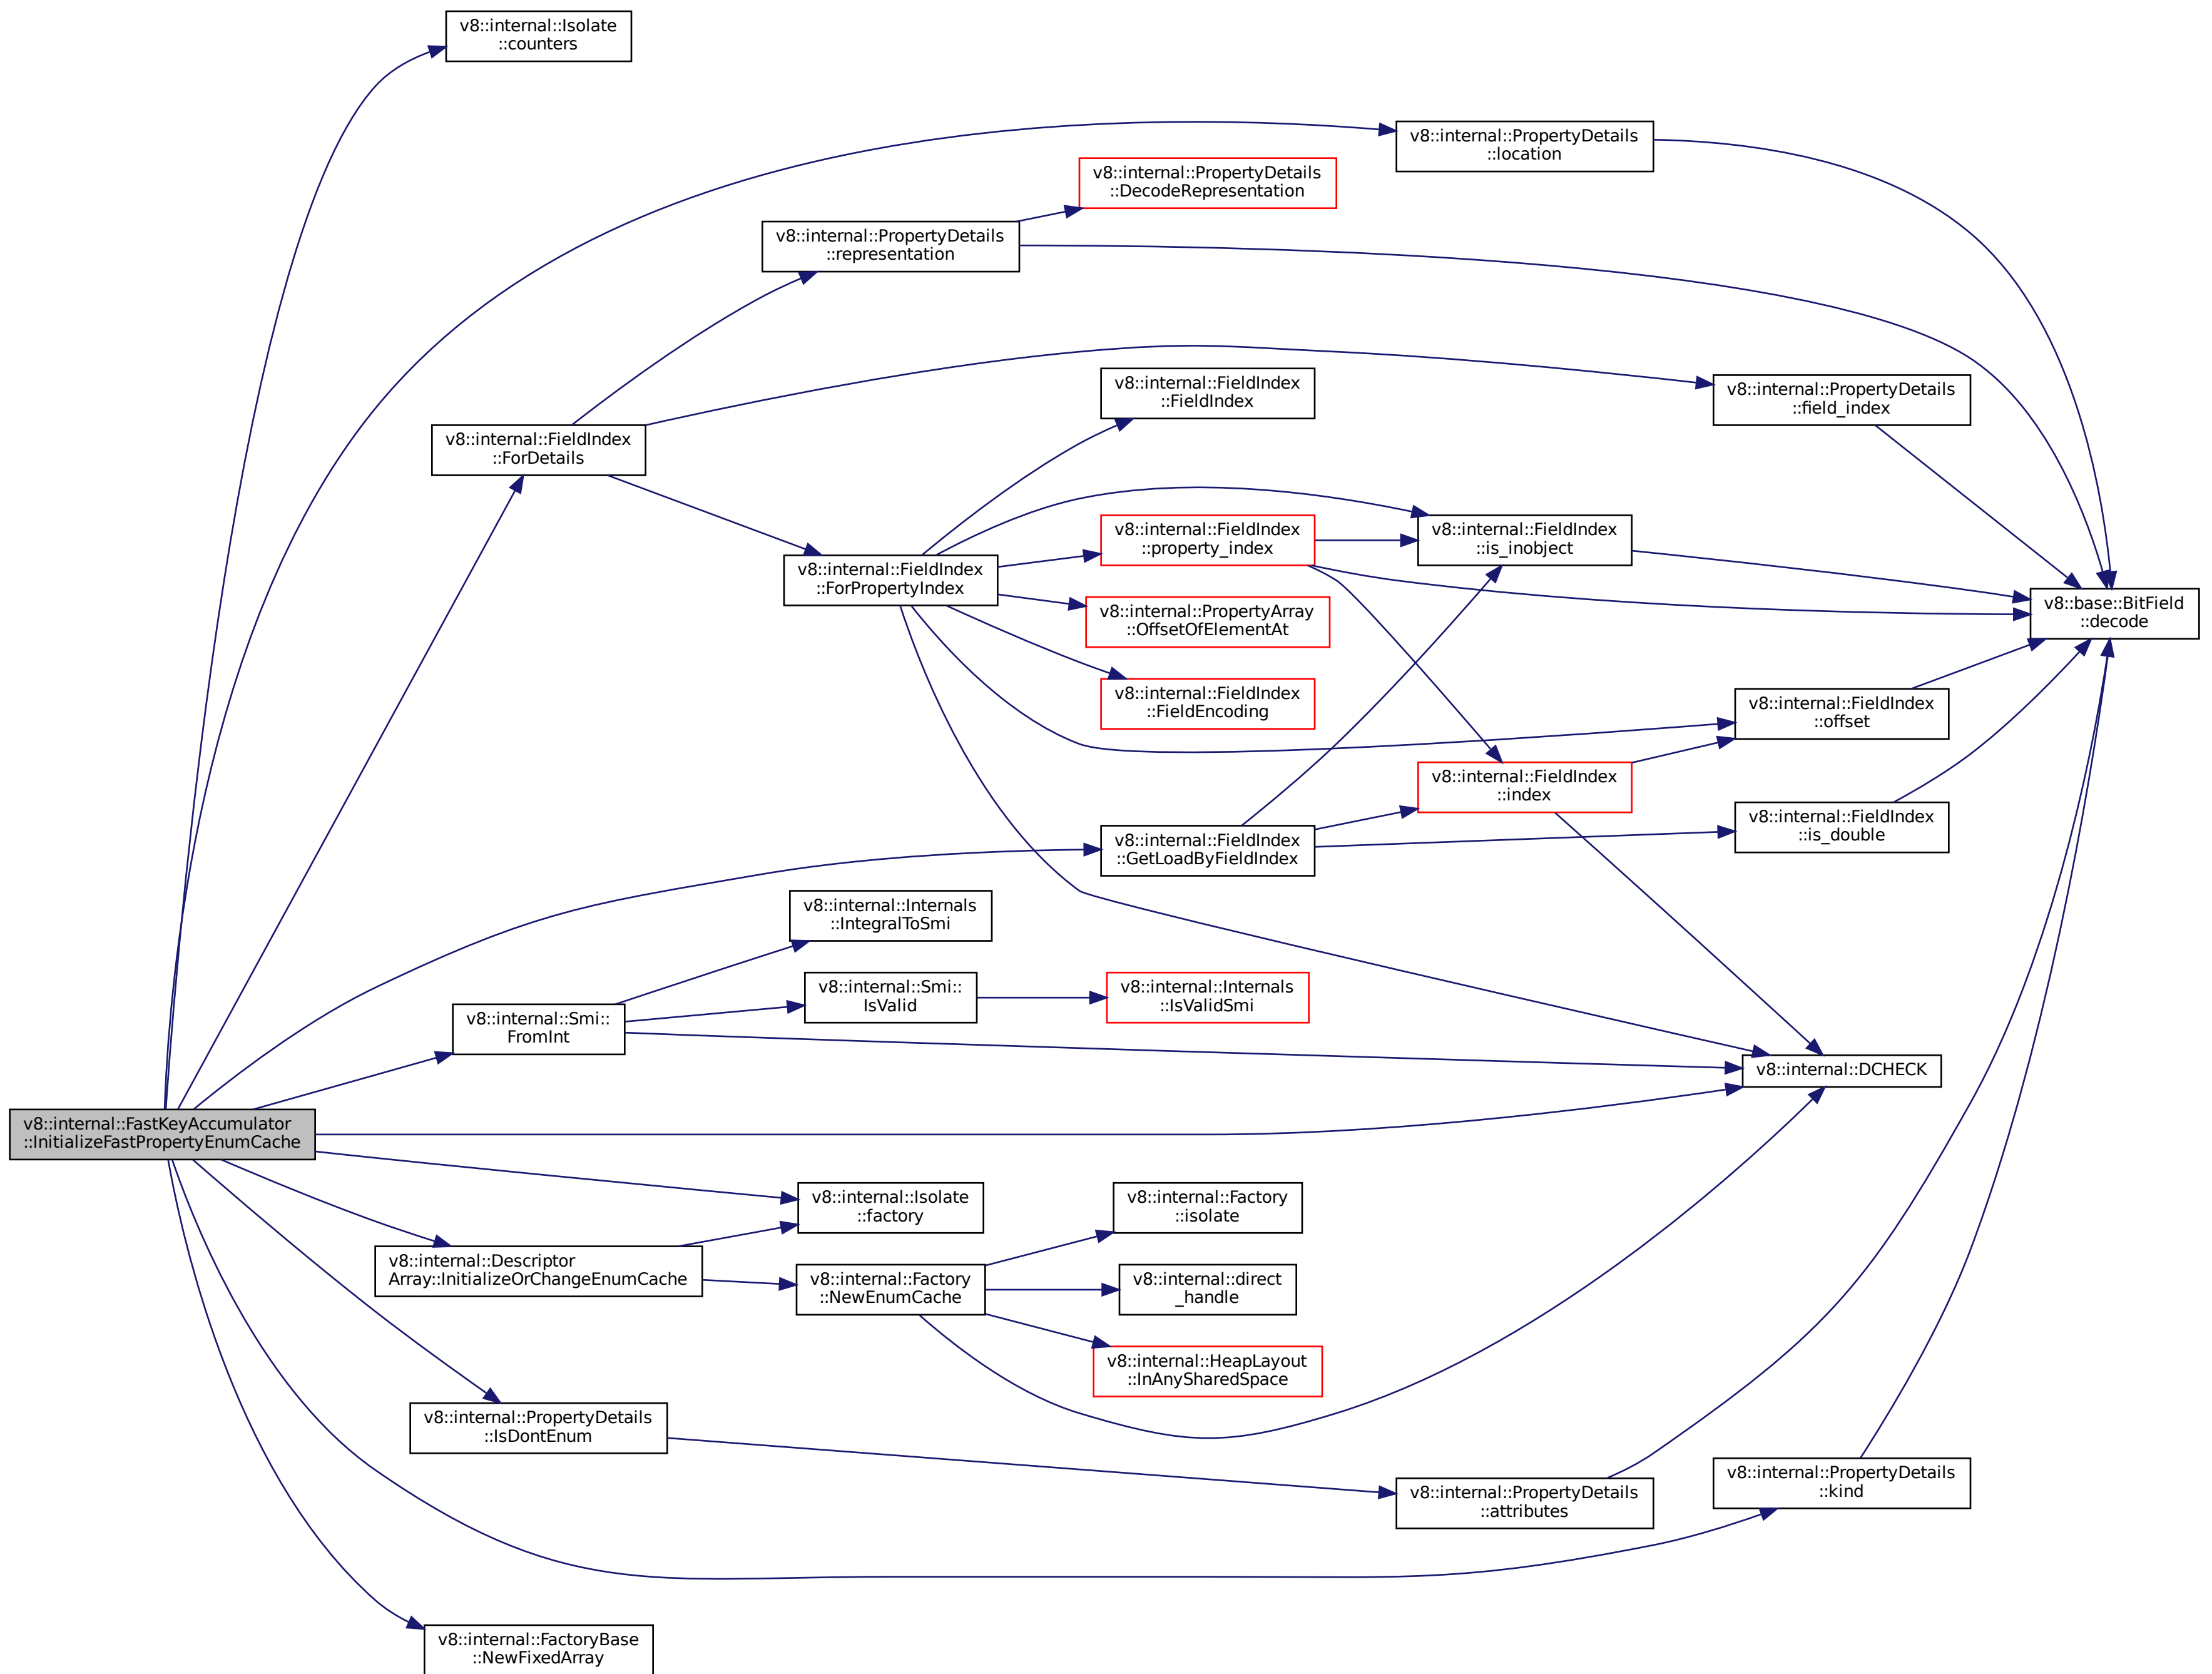 v8::internal::Isolate
::counters
v8::internal::PropertyDetails
::location
v8::internal::PropertyDetails
::DecodeRepresentation
v8::internal::PropertyDetails
::representation
v8::internal::FieldIndex
::FieldIndex
v8::internal::PropertyDetails
::field_index
v8::internal::FieldIndex
::ForDetails
v8::internal::FieldIndex
::property_index
v8::internal::FieldIndex
::is_inobject
v8::internal::FieldIndex
::ForPropertyIndex
v8::internal::PropertyArray
::OffsetOfElementAt
v8::base::BitField
::decode
v8::internal::FieldIndex
::FieldEncoding
v8::internal::FieldIndex
::offset
v8::internal::FieldIndex
::index
v8::internal::FieldIndex
::is_double
v8::internal::FieldIndex
::GetLoadByFieldIndex
v8::internal::Internals
::IntegralToSmi
v8::internal::Smi::
IsValid
v8::internal::Internals
::IsValidSmi
v8::internal::Smi::
FromInt
v8::internal::DCHECK
v8::internal::FastKeyAccumulator
::InitializeFastPropertyEnumCache
v8::internal::Isolate
::factory
v8::internal::Factory
::isolate
v8::internal::Descriptor
Array::InitializeOrChangeEnumCache
v8::internal::Factory
::NewEnumCache
v8::internal::direct
_handle
v8::internal::HeapLayout
::InAnySharedSpace
v8::internal::PropertyDetails
::IsDontEnum
v8::internal::PropertyDetails
::attributes
v8::internal::PropertyDetails
::kind
v8::internal::FactoryBase
::NewFixedArray